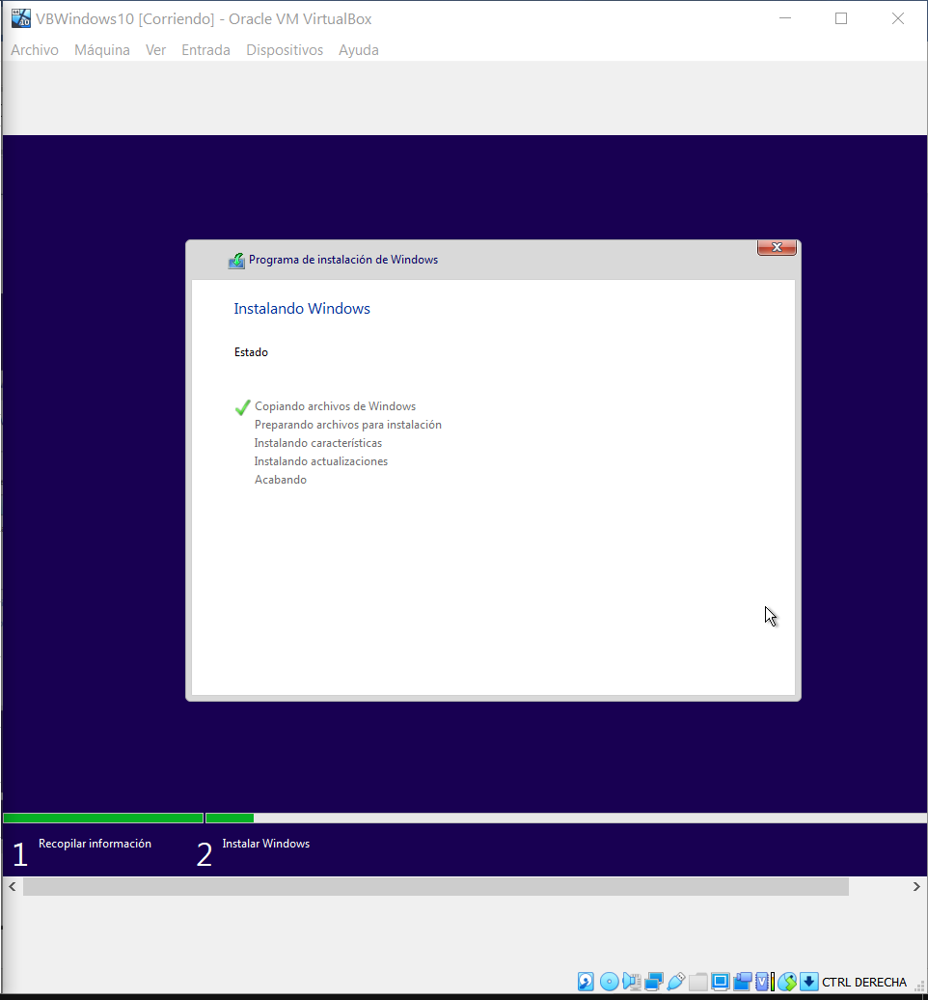 VBWindows10 [Corriendo] - Oracle VM VirtualBox
Archivo Máquina Ver Entrada Dispositivos Ayuda
Programa de instalación de Windows
Instalando Windows
Estado
Copiando archivos de Windows
Preparando archivos para instalación
Instalando características
Instalando actualizaciones
Acabando
1 Recopilar información 2 Instalar Windows
CTRL DERECHA